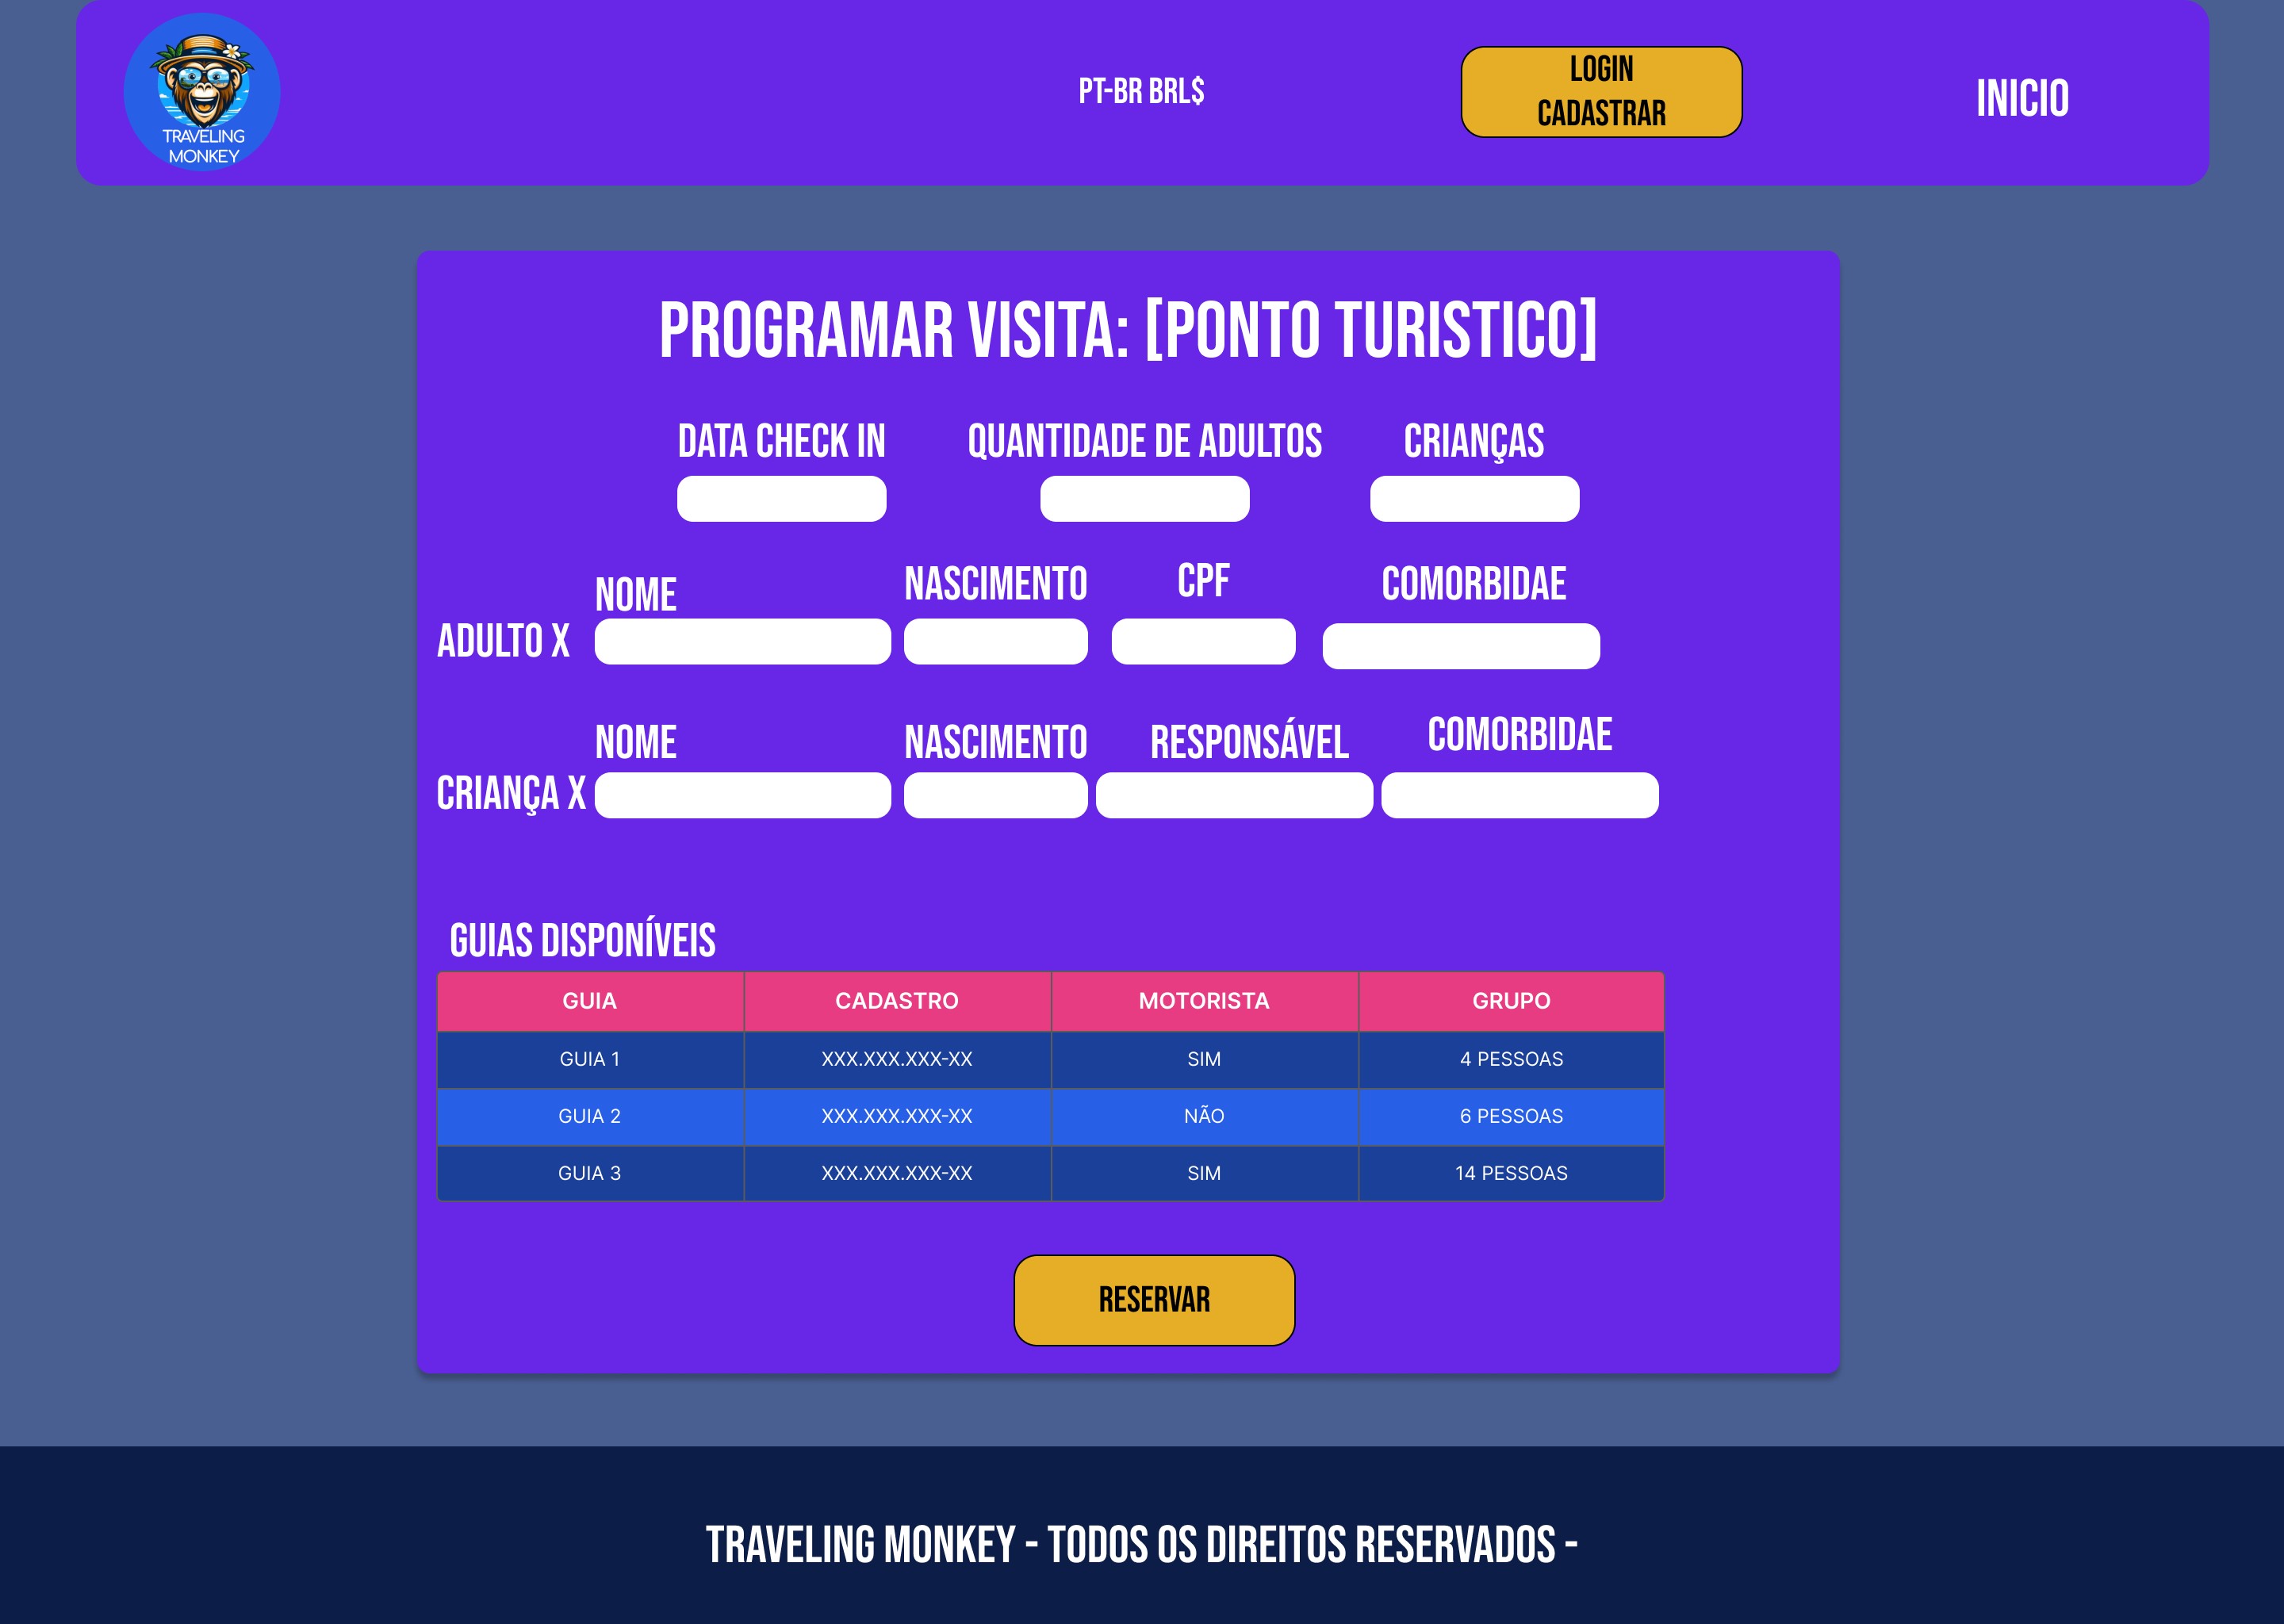 TRAVELING
MONKEY
PT-BR BRL$
LOGIN
CADASTRAR
INICIO
PROGRAMAR VISITA: [PONTO TURISTICO]
DATA CHECK IN QUANTIDADE DE ADULTOS CRIANÇAS
NOME NASCIMENTO CPF COMORBIDAE
ADULTO X
NOME NASCIMENTO RESPONSÁVEL COMORBIDAE
CRIANÇA X
GUIAS DISPONÍVEIS
GUIA CADASTRO MOTORISTA GRUPO
GUIA 1 XXX.XXX.XXX-XX SIM 4 PESSOAS
GUIA 2 XXX.XXX.XXX-XX NÃO 6 PESSOAS
GUIA 3 XXX.XXX.XXX-XX SIM 14 PESSOAS
RESERVAR
TRAVELING MONKEY - TODOS OS DIREITOS RESERVADOS -